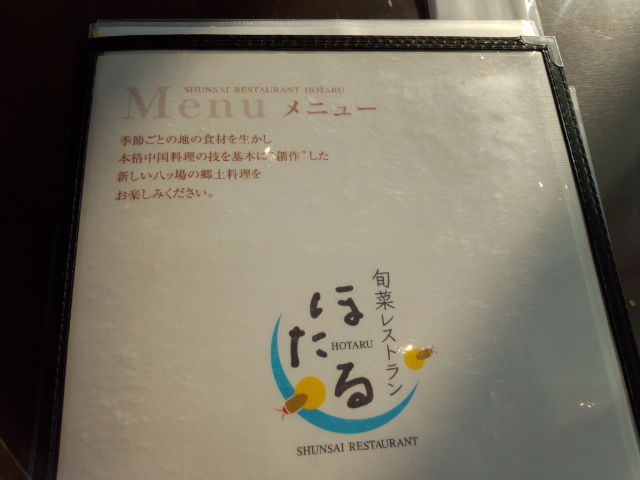 SHUNSAI RESTAURANT HOTARU
Menu メニュー
季節ごとの地の食材を生かし
本格中国料理の技を基本に“創作”した
新しい八ッ場の郷土料理を
お楽しみください。
旬菜レストラン
ほたる
HOTARU
SHUNSAI RESTAURANT